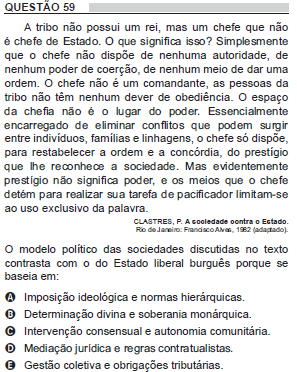 QUESTÃO 59
A tribo não possui um rei, mas um chefe que não
é chefe de Estado. O que significa isso? Simplesmente
que o chefe não dispõe de nenhuma autoridade, de
nenhum poder de coerção, de nenhum meio de dar uma
ordem. O chefe não é um comandante, as pessoas da
tribo não têm nenhum dever de obediência. O espaço
da chefia não é o lugar do poder. Essencialmente
encarregado de eliminar conflitos que podem surgir
entre indivíduos, famílias e linhagens, o chefe só dispõe,
para restabelecer a ordem e a concórdia, do prestígio
que lhe reconhece a sociedade. Mas evidentemente
prestígio não significa poder, e os meios que o chefe
detém para realizar sua tarefa de pacificador limitam-se
ao uso exclusivo da palavra.
CLASTRES, P. A sociedade contra o Estado.
Rio de Janeiro: Francisco Alves, 1982 (adaptado).
O modelo político das sociedades discutidas no texto
contrasta com o do Estado liberal burguês porque se
baseia em:
A Imposição ideológica e normas hierárquicas.
B Determinação divina e soberania monárquica.
C Intervenção consensual e autonomia comunitária.
D Mediação jurídica e regras contratualistas.
E Gestão coletiva e obrigações tributárias.